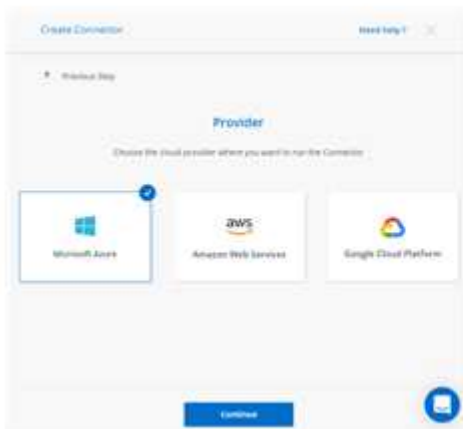 Create Connector
Need help?
Previous Step
Provider
Choose the cloud provider where you want to run the Connector
aws
Microsoft Azure
Amazon Web Services
Google Cloud Platform
Continue